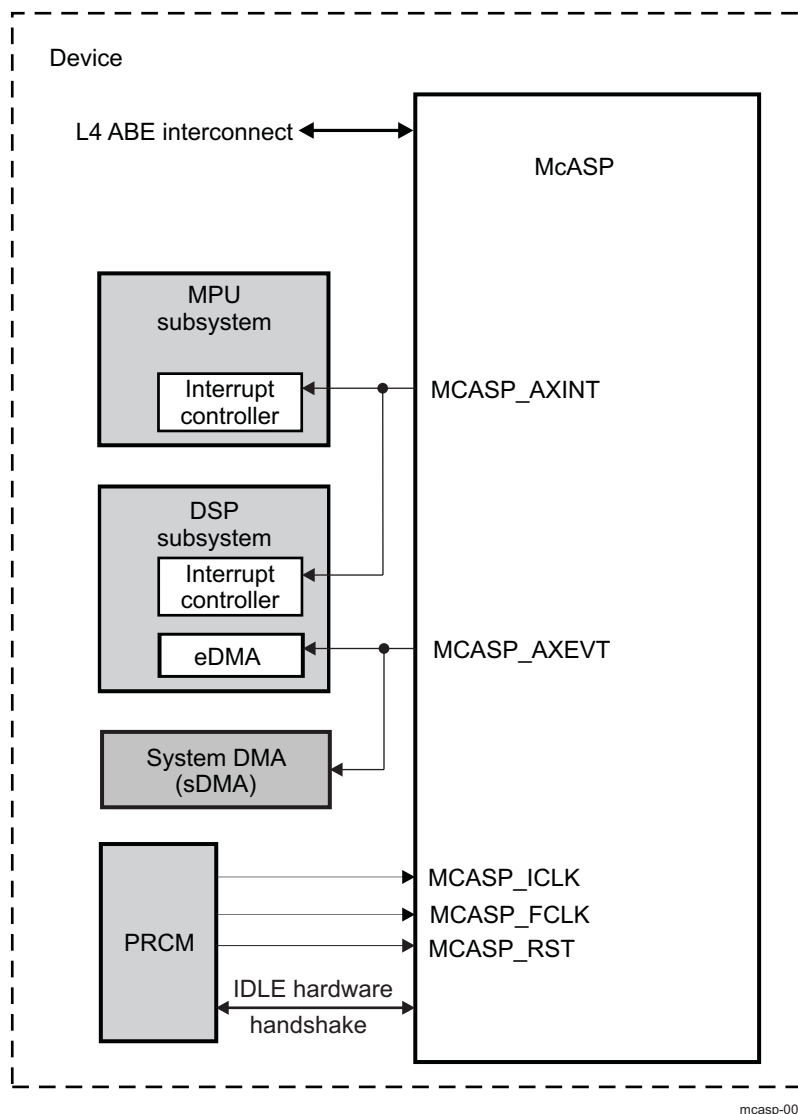 Device
L4 ABE interconnect
McASP
MPU
subsystem
Interrupt
controller
MCASP_AXINT
DSP
subsystem
Interrupt
controller
eDMA
MCASP_AXEVT
System DMA
(sDMA)
PRCM
MCASP_ICLK
MCASP_FCLK
MCASP_RST
IDLE hardware
handshake
mcasp-00